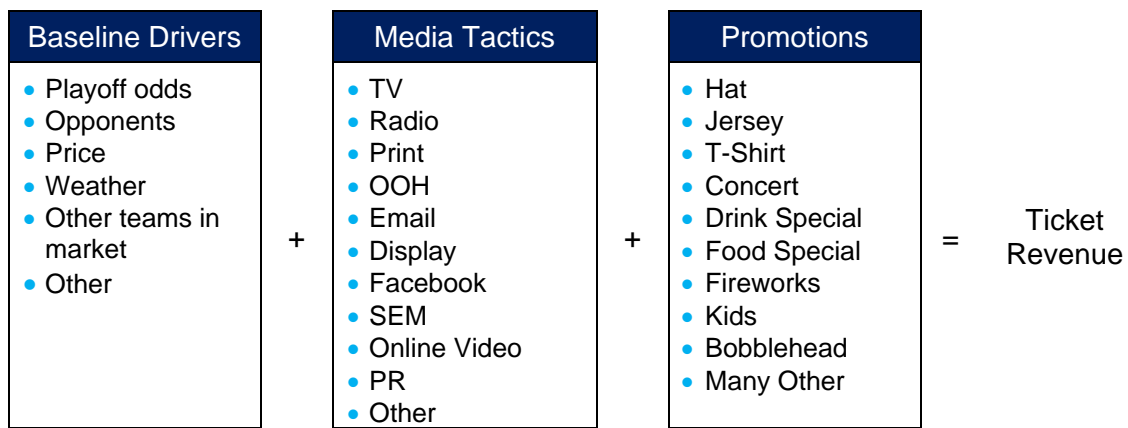 Baseline Drivers
• Playoff odds
• Opponents
• Price
• Weather
• Other teams in
market
• Other
+
Media Tactics
• TV
• Radio
• Print
• OOH
• Email
• Display
• Facebook
• SEM
• Online Video
• PR
• Other
+
Promotions
• Hat
• Jersey
• T-Shirt
• Concert
• Drink Special
• Food Special
• Fireworks
• Kids
• Bobblehead
• Many Other
=
Ticket
Revenue